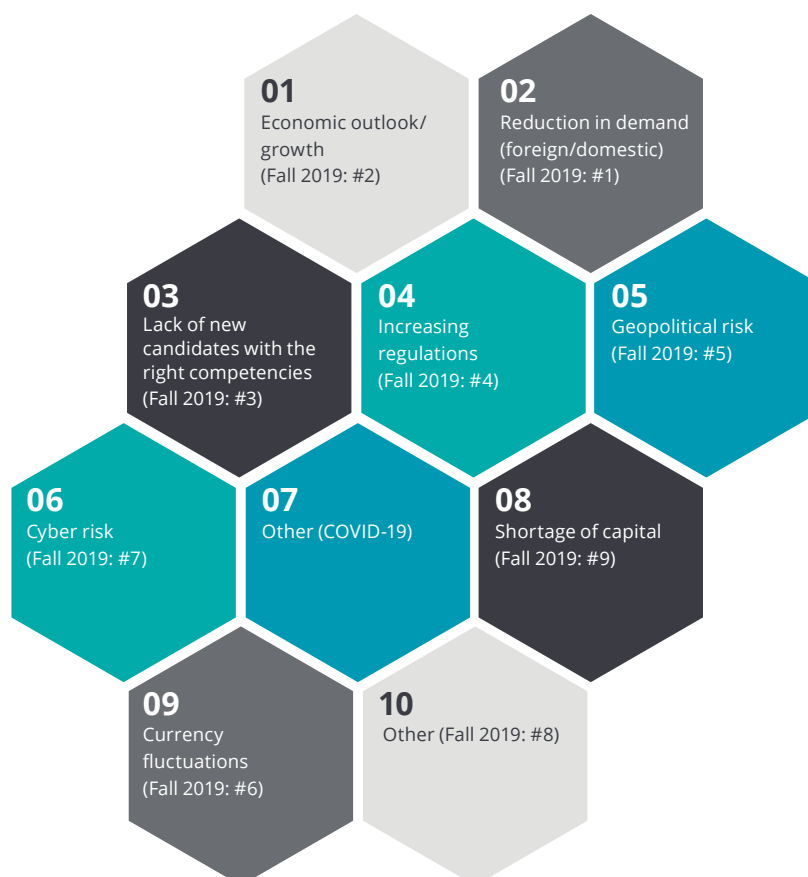 01
Economic outlook/
growth
(Fall 2019: #2)
02
Reduction in demand
(foreign/domestic)
(Fall 2019: #1)
03
Lack of new
candidates with the
right competencies
(Fall 2019: #3)
04
Increasing
regulations
(Fall 2019: #4)
05
Geopolitical risk
(Fall 2019: #5)
06
Cyber risk
(Fall 2019: #7)
07
Other (COVID-19)
08
Shortage of capital
(Fall 2019: #9)
09
Currency
fluctuations
(Fall 2019: #6)
10
Other (Fall 2019: #8)